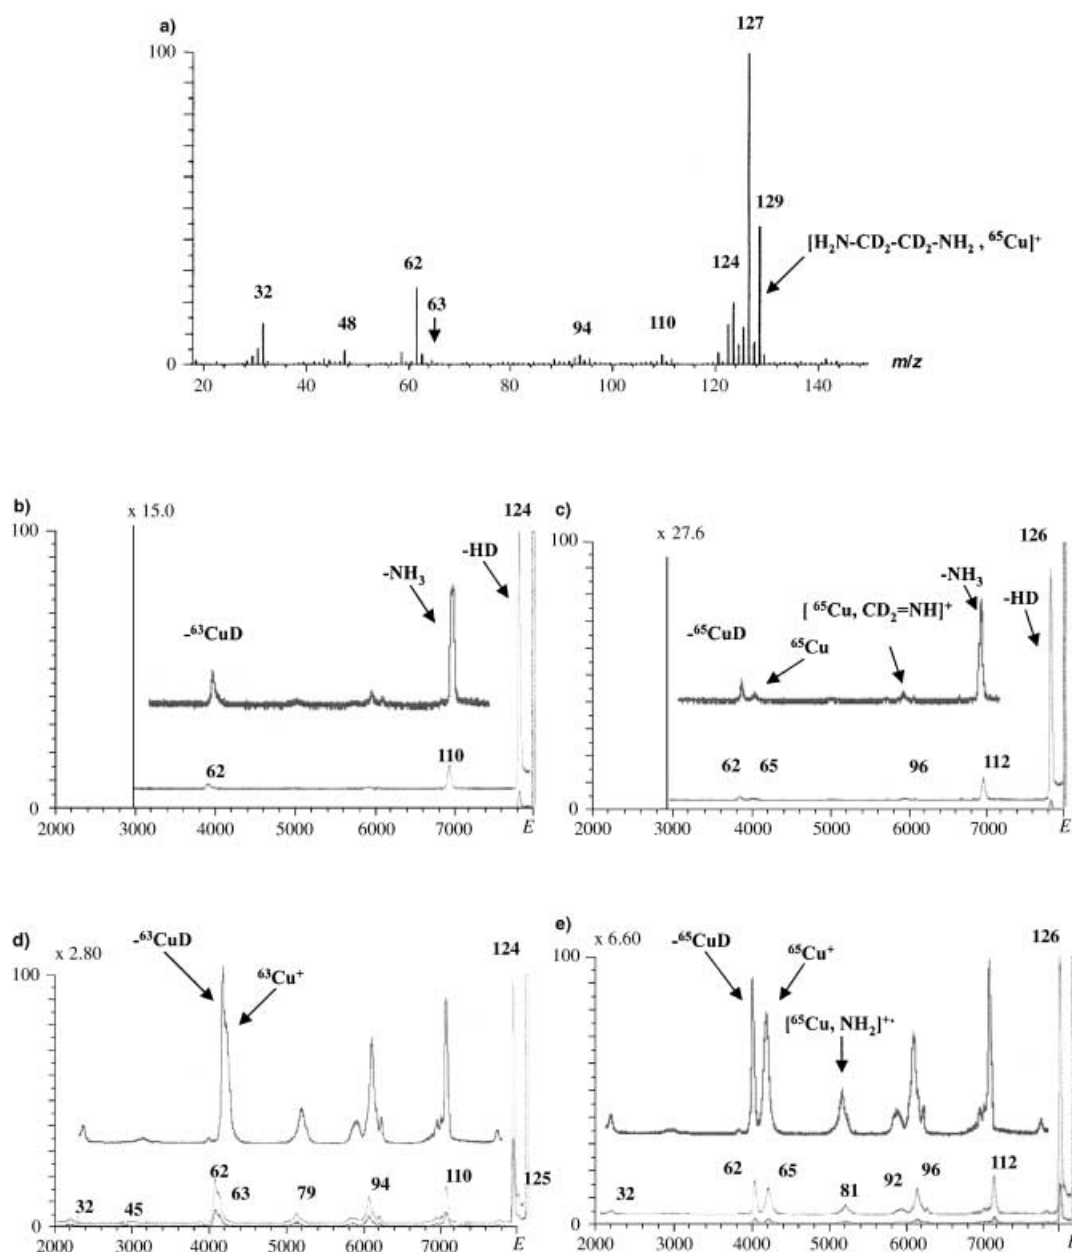 a)
127
100
129
[H₂N-CD₂-CD₂-NH₂ , ⁶⁵Cu]⁺
124
62
32
63
48
94
110
0
20 40 60 80 100 120 140 m/z
b)
x 15.0
124
100
-HD
-NH₃
-⁶³CuD
62
110
0
2000 3000 4000 5000 6000 7000 E
c)
x 27.6
126
100
-NH₃
-HD
[ ⁶⁵Cu, CD₂=NH]⁺
-⁶⁵CuD
⁶⁵Cu
62 65 96 112
0
2000 3000 4000 5000 6000 7000 E
d)
x 2.80
-⁶³CuD
124
100
⁶³Cu⁺
62
63
32 45 79 94 110 125
0
2000 3000 4000 5000 6000 7000 E
e)
x 6.60
-⁶⁵CuD
126
100
⁶⁵Cu⁺
[⁶⁵Cu, NH₂]⁺·
62 65 92 96 112
32 81
0
2000 3000 4000 5000 6000 7000